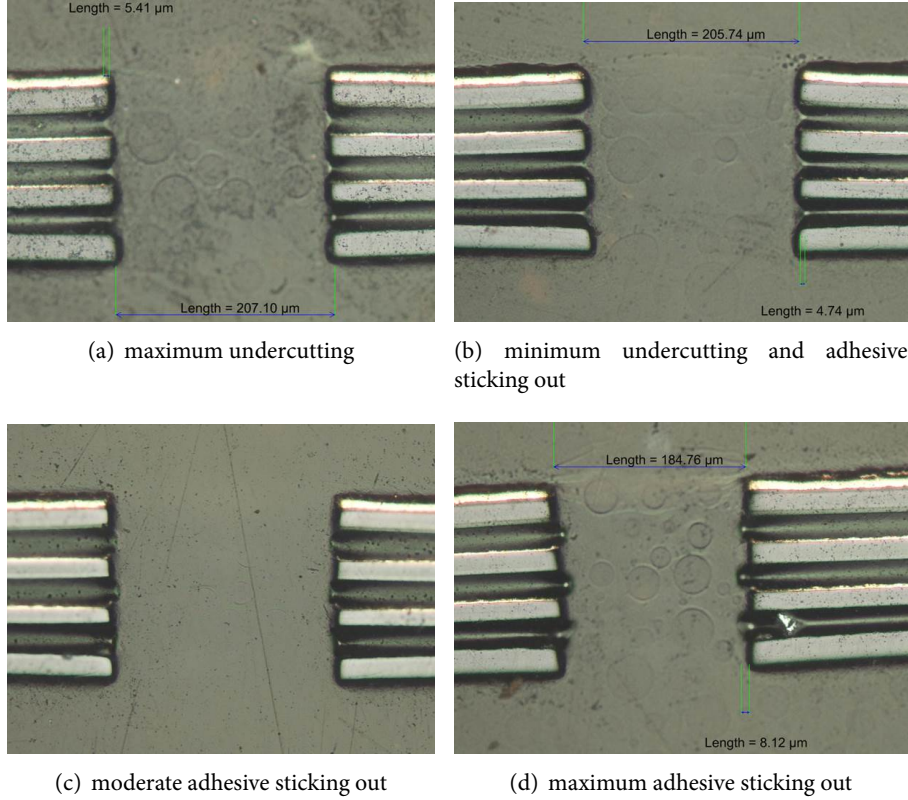 Length = 5.41 µm
Length = 207.10 µm
(a) maximum undercutting
Length = 205.74 µm
Length = 4.74 µm
(b) minimum undercutting and adhesive
sticking out
(c) moderate adhesive sticking out
Length = 184.76 µm
Length = 8.12 µm
(d) maximum adhesive sticking out